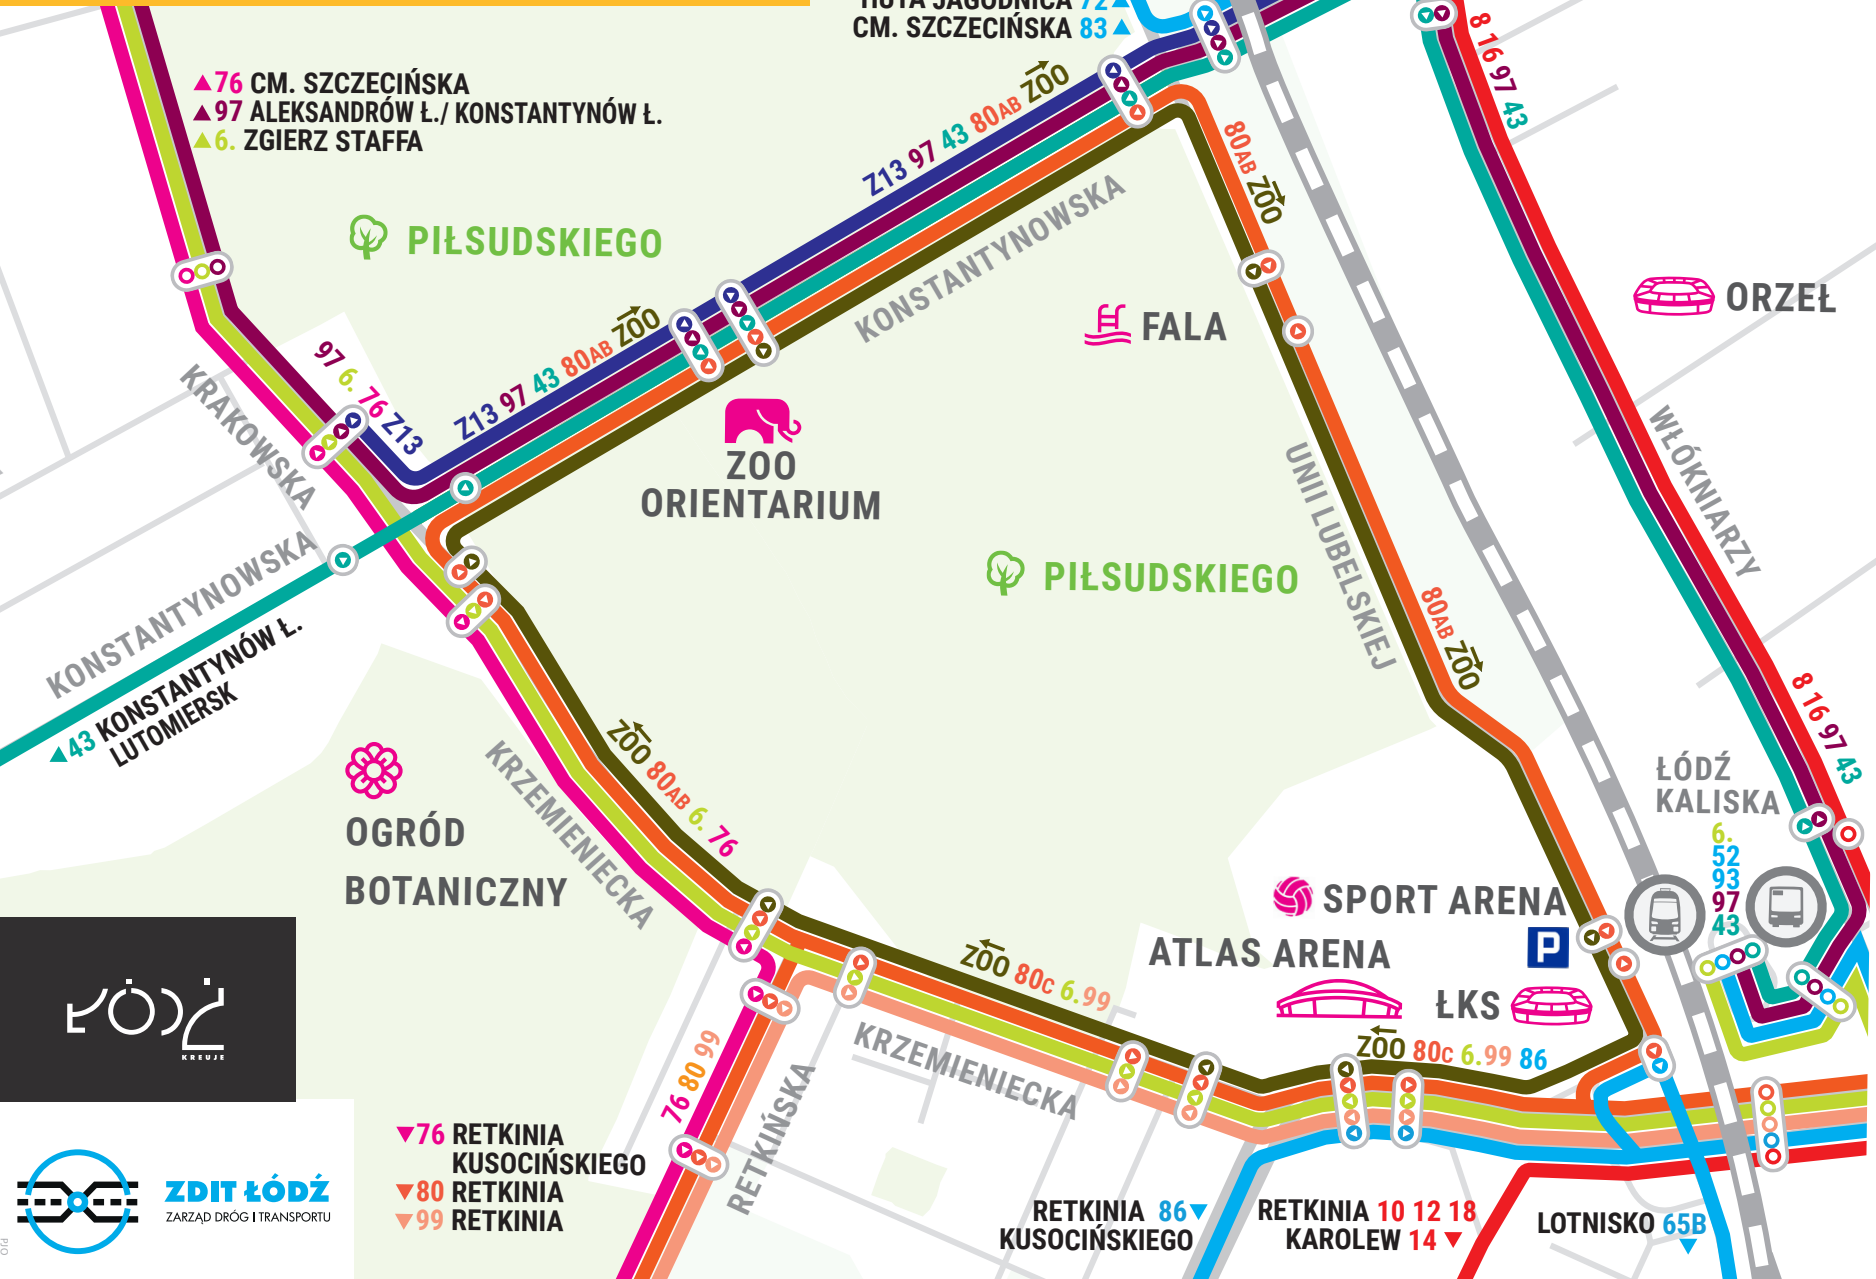 HUTA JAGODNICA 72
CM. SZCZECIŃSKA 83
76 CM. SZCZECIŃSKA
97 ALEKSANDRÓW Ł./ KONSTANTYNÓW Ł.
6. ZGIERZ STAFFA
8 16 97 43
Z13 97 43 80AB ZOO
80AB ZOO
KONSTANTYNOWSKA
PIŁSUDSKIEGO
ORZEŁ
FALA
Z13 97 43 80AB ZOO
97 6. 76 Z13
KRAKOWSKA
ZOO
ORIENTARIUM
UNII LUBELSKIEJ
WŁÓKNIARZY
KONSTANTYNOWSKA
PIŁSUDSKIEGO
43 KONSTANTYNÓW Ł.
LUTOMIERSK
80AB ZOO
8 16 97 43
ZOO 80AB 6. 76
KRZEMIENIECKA
OGRÓD
BOTANICZNY
ŁÓDŹ
KALISKA
6.
52
93
97
43
SPORT ARENA
P
ATLAS ARENA
ŁKS
ZOO 80C 6. 99
ZOO 80C 6. 99 86
KRZEMIENIECKA
76 80 99
RETKIŃSKA
ŁÓDŹ
KREUJE
ZDIT ŁÓDŹ
ZARZĄD DRÓG I TRANSPORTU
76 RETKINIA
KUSOCIŃSKIEGO
80 RETKINIA
99 RETKINIA
RETKINIA 86
KUSOCIŃSKIEGO
RETKINIA 10 12 18
KAROLEW 14
LOTNISKO 65B